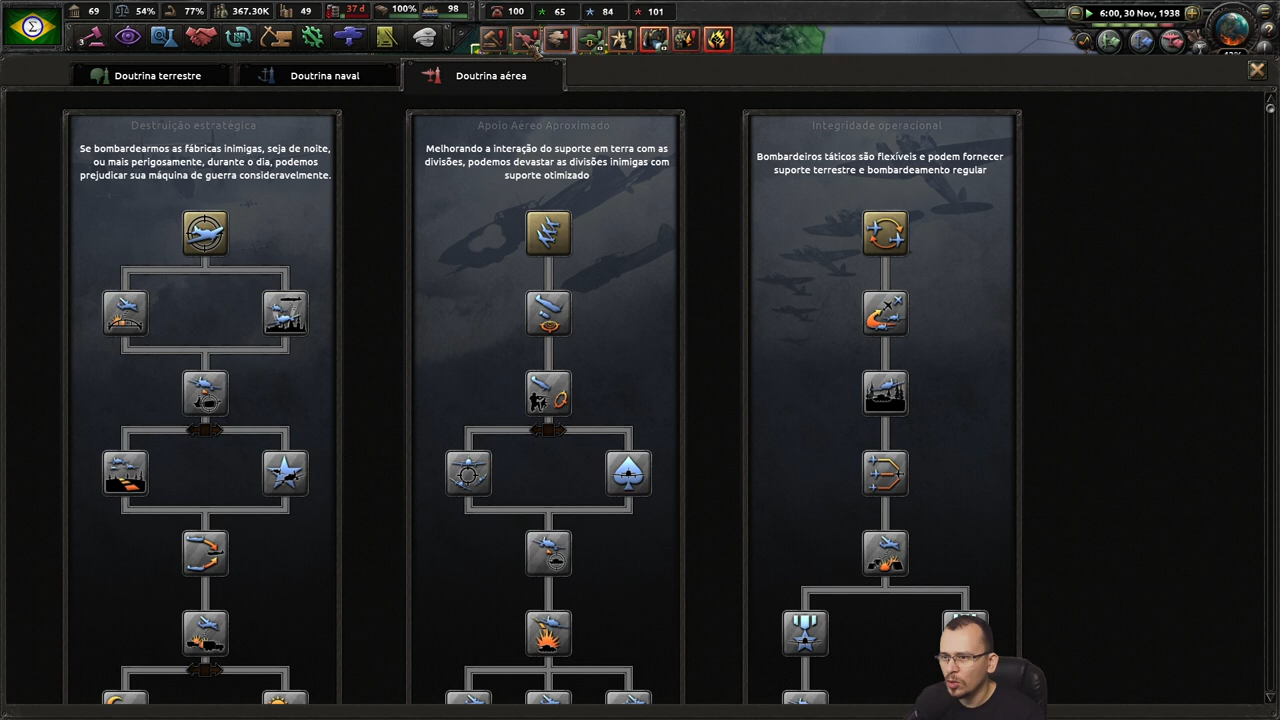 69 54% 77% 367.30K 49 37 d 100% 98 100 65 84 101 6:00, 30 Nov, 1938
3
Doutrina terrestre Doutrina naval Doutrina aérea
Destruição estratégica
Se bombardearmos as fábricas inimigas, seja de noite,
ou mais perigosamente, durante o dia, podemos
prejudicar sua máquina de guerra consideravelmente.
Apoio Aéreo Aproximado
Melhorando a interação do suporte em terra com as
divisões, podemos devastar as divisões inimigas com
suporte otimizado
Integridade operacional
Bombardeiros táticos são flexíveis e podem fornecer
suporte terrestre e bombardeamento regular